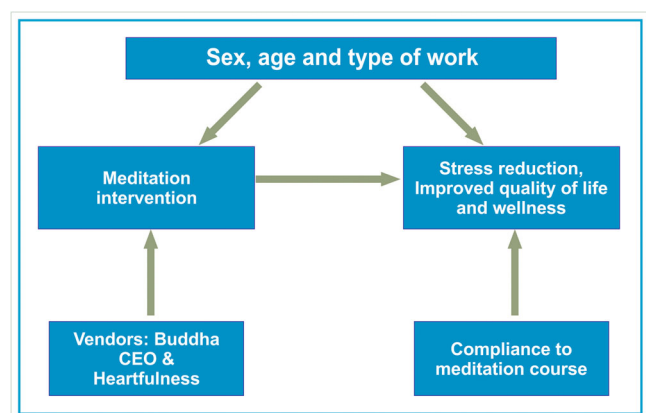 Sex, age and type of work
Meditation
intervention
Stress reduction,
Improved quality of life
and wellness
Vendors: Buddha
CEO &
Heartfulness
Compliance to
meditation course